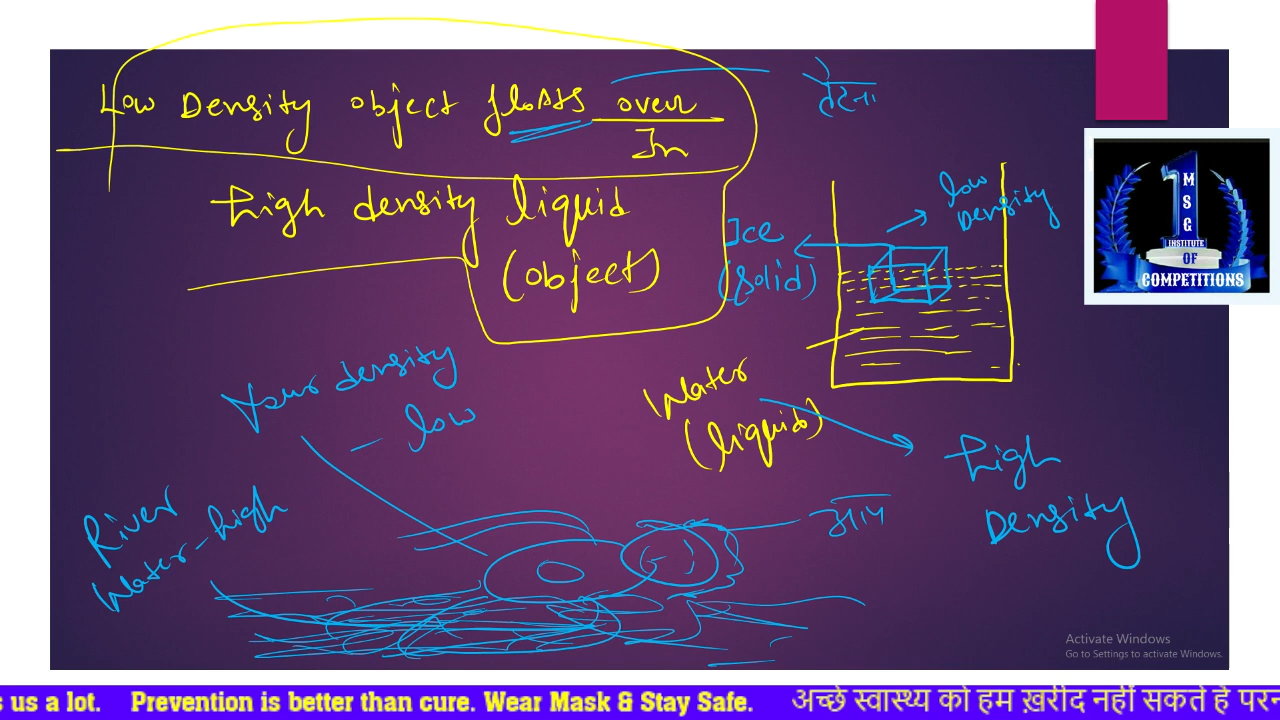 Low Density object floats over
In
High density liquid
(object)
Ice
(Solid)
low
Density
Water
(liquid)
High
Density
Your density
- low
River
Water - high
आप
MSG
1
INSTITUTE
OF
COMPETITIONS
Activate Windows
Go to Settings to activate Windows.
s us a lot. Prevention is better than cure. Wear Mask & Stay Safe. अच्छे स्वास्थ्य को हम ख़रीद नहीं सकते हे परन